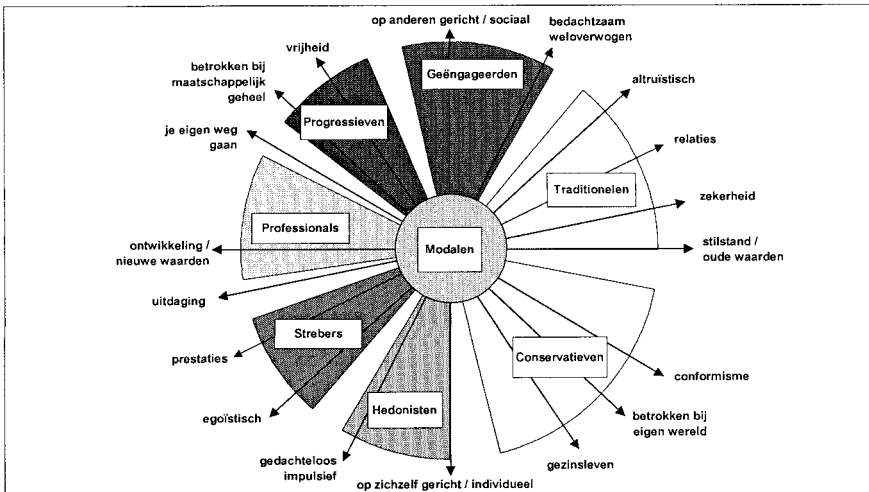 op anderen gericht / sociaal
bedachtzaam
weloverwogen
vrijheid
betrokken bij
maatschappelijk
geheel
Geëngageerden
altruïstisch
Progressieven
je eigen weg
gaan
relaties
Traditionelen
zekerheid
Professionals
ontwikkeling /
nieuwe waarden
Modalen
stilstand /
oude waarden
uitdaging
Strebers
prestaties
Conservatieven
conformisme
egoïstisch
Hedonisten
betrokken bij
eigen wereld
gedachteloos
impulsief
gezinsleven
op zichzelf gericht / individueel